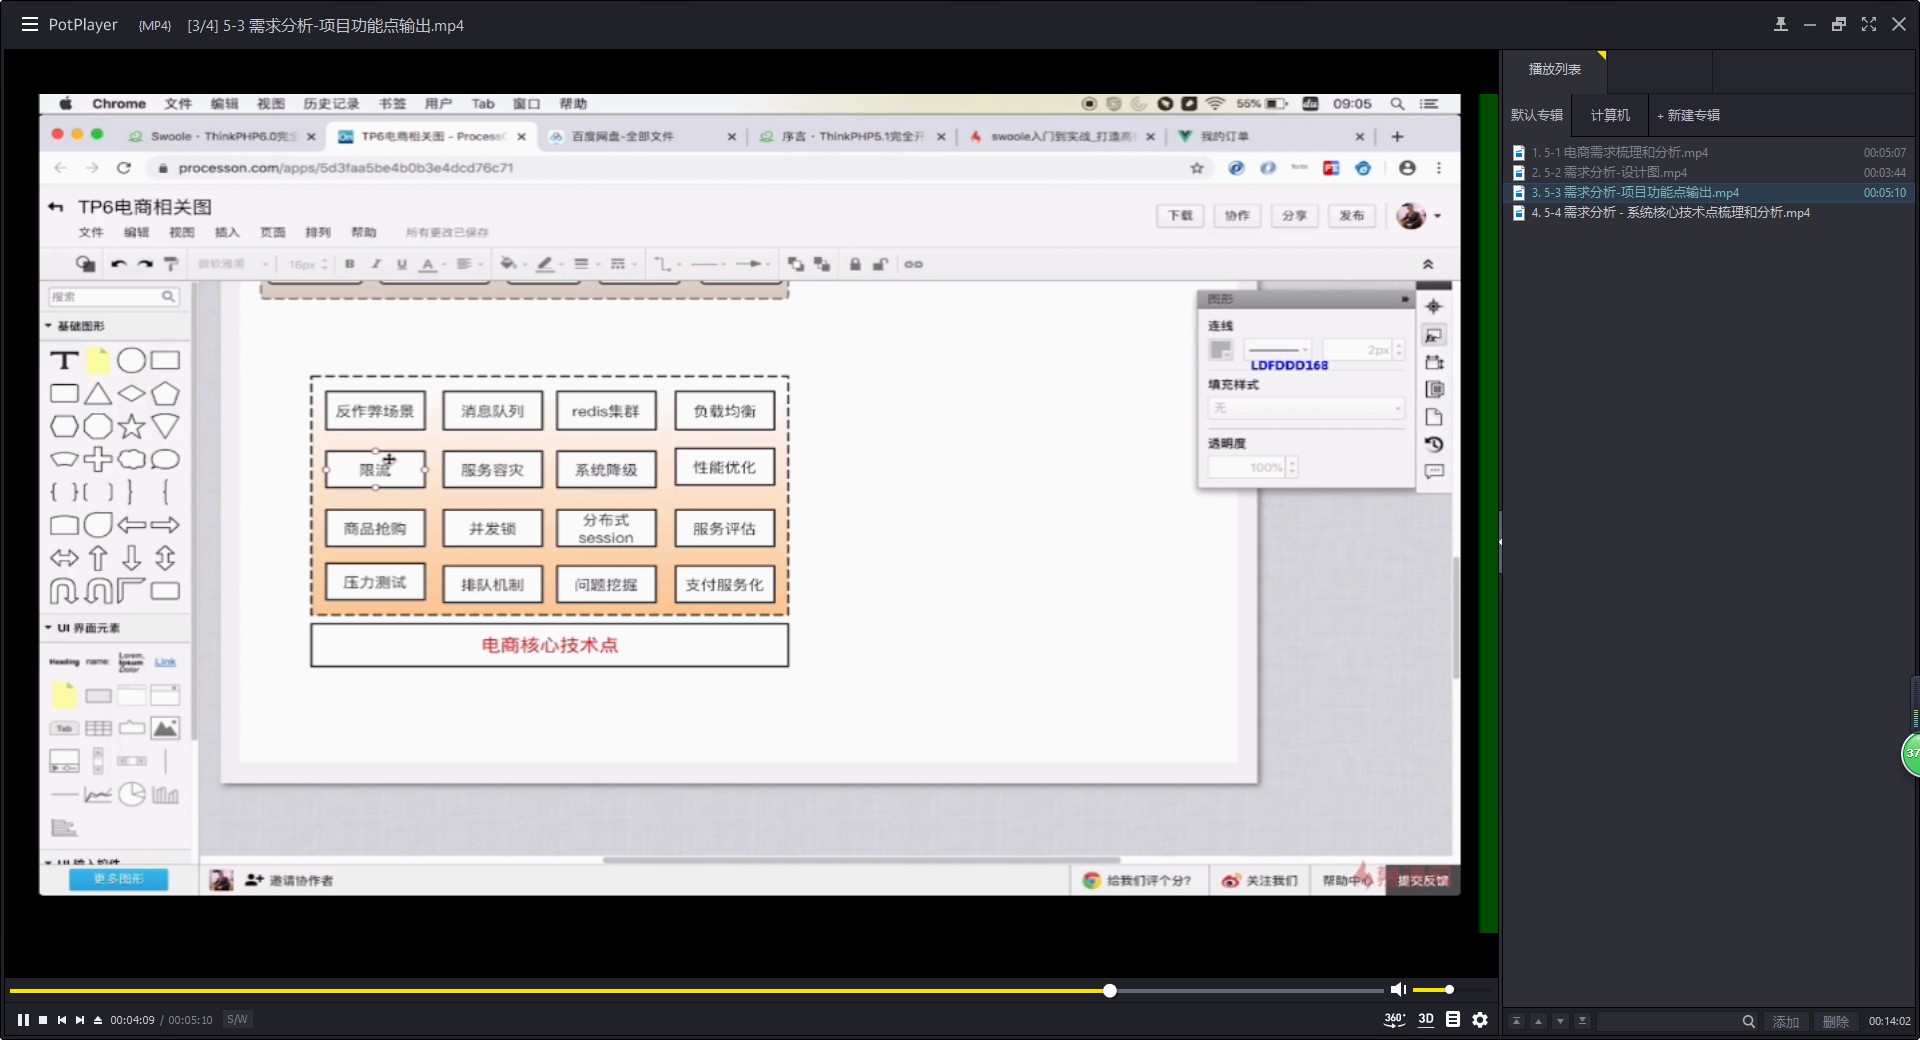 PotPlayer {MP4} [3/4] 5-3 需求分析-项目功能点输出.mp4
Chrome 文件 编辑 视图 历史记录 书签 用户 Tab 窗口 帮助 55% 09:05
Swoole · ThinkPHP6.0完全 TP6电商相关图 - Process 百度网盘-全部文件 序言 · ThinkPHP5.1完全开 swoole入门到实战_打造高 我的订单
processon.com/apps/5d3faa5be4b0b3e4dcd76c71
TP6电商相关图
下载 协作 分享 发布
文件 编辑 视图 插入 页面 排列 帮助 所有更改已保存
微软雅黑 16px B I U A
搜索
基础图形
T
UI 界面元素
Heading name: Lorem, Ipsum Dolor Link
Tab
更多图形
反作弊场景 消息队列 redis集群 负载均衡
限流 服务容灾 系统降级 性能优化
商品抢购 并发锁 分布式 session 服务评估
压力测试 排队机制 问题挖掘 支付服务化
电商核心技术点
图形
连线
2px
LDFDDD168
填充样式
无
透明度
100%
邀请协作者 给我们评个分? 关注我们 帮助中心 提交反馈
00:04:09 / 00:05:10 S/W
360° 3D
播放列表
默认专辑 计算机 + 新建专辑
1. 5-1 电商需求梳理和分析.mp4 00:05:07
2. 5-2 需求分析-设计图.mp4 00:03:44
3. 5-3 需求分析-项目功能点输出.mp4 00:05:10
4. 5-4 需求分析 - 系统核心技术点梳理和分析.mp4
37
添加 删除 00:14:02